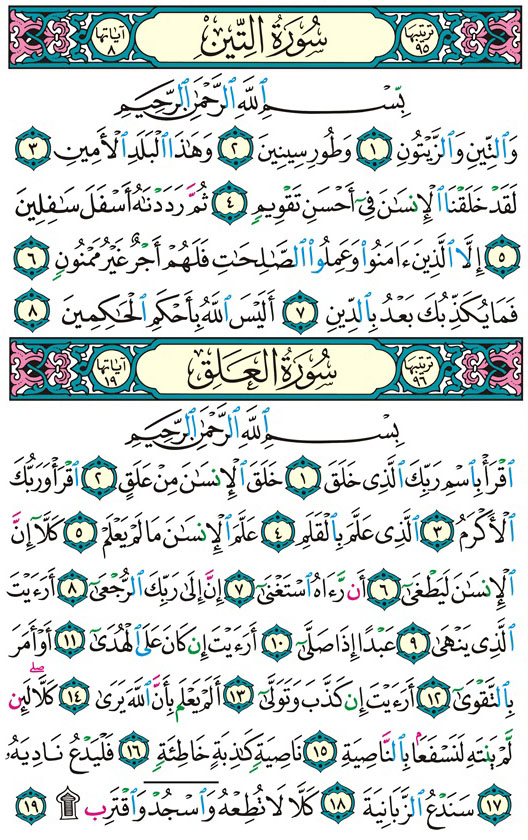 ترتيبها ٩٥ سُورَةُ التِّينِ آياتها ٨
بِسْمِ ٱللَّهِ ٱلرَّحْمَٰنِ ٱلرَّحِيمِ
وَٱلتِّينِ وَٱلزَّيْتُونِ ١ وَطُورِ سِينِينَ ٢ وَهَٰذَا ٱلْبَلَدِ ٱلْأَمِينِ ٣
لَقَدْ خَلَقْنَا ٱلْإِنسَٰنَ فِىٓ أَحْسَنِ تَقْوِيمٍ ٤ ثُمَّ رَدَدْنَٰهُ أَسْفَلَ سَٰفِلِينَ
٥ إِلَّا ٱلَّذِينَ ءَامَنُوا۟ وَعَمِلُوا۟ ٱلصَّٰلِحَٰتِ فَلَهُمْ أَجْرٌ غَيْرُ مَمْنُونٍ ٦
فَمَا يُكَذِّبُكَ بَعْدُ بِٱلدِّينِ ٧ أَلَيْسَ ٱللَّهُ بِأَحْكَمِ ٱلْحَٰكِمِينَ ٨
ترتيبها ٩٦ سُورَةُ العَلَقِ آياتها ١٩
بِسْمِ ٱللَّهِ ٱلرَّحْمَٰنِ ٱلرَّحِيمِ
ٱقْرَأْ بِٱسْمِ رَبِّكَ ٱلَّذِى خَلَقَ ١ خَلَقَ ٱلْإِنسَٰنَ مِنْ عَلَقٍ ٢ ٱقْرَأْ وَرَبُّكَ
ٱلْأَكْرَمُ ٣ ٱلَّذِى عَلَّمَ بِٱلْقَلَمِ ٤ عَلَّمَ ٱلْإِنسَٰنَ مَا لَمْ يَعْلَمْ ٥ كَلَّآ إِنَّ
ٱلْإِنسَٰنَ لَيَطْغَىٰٓ ٦ أَن رَّءَاهُ ٱسْتَغْنَىٰٓ ٧ إِنَّ إِلَىٰ رَبِّكَ ٱلرُّجْعَىٰٓ ٨ أَرَءَيْتَ
ٱلَّذِى يَنْهَىٰ ٩ عَبْدًا إِذَا صَلَّىٰٓ ١٠ أَرَءَيْتَ إِن كَانَ عَلَى ٱلْهُدَىٰٓ ١١ أَوْ أَمَرَ
بِٱلتَّقْوَىٰٓ ١٢ أَرَءَيْتَ إِن كَذَّبَ وَتَوَلَّىٰٓ ١٣ أَلَمْ يَعْلَم بِأَنَّ ٱللَّهَ يَرَىٰ ١٤ كَلَّا لَئِن
لَّمْ يَنتَهِ لَنَسْفَعًۢا بِٱلنَّاصِيَةِ ١٥ نَاصِيَةٍ كَٰذِبَةٍ خَاطِئَةٍ ١٦ فَلْيَدْعُ نَادِيَهُۥ
١٧ سَنَدْعُ ٱلزَّبَانِيَةَ ١٨ كَلَّا لَا تُطِعْهُ وَٱسْجُدْ وَٱقْتَرِب ۩ ١٩